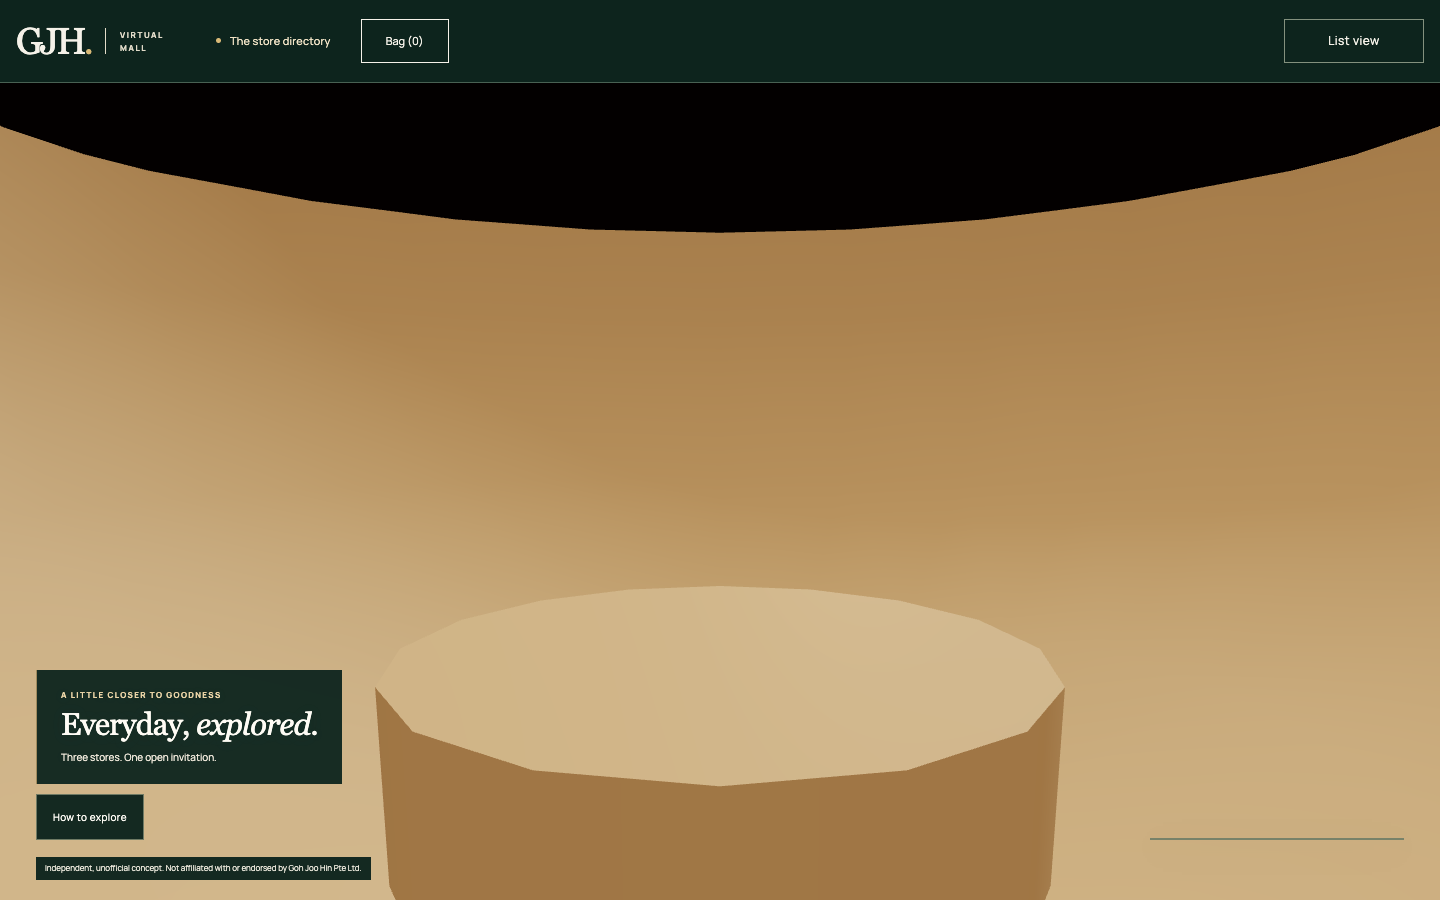 GJH.
VIRTUAL
MALL
The store directory
Bag (0)
List view
A LITTLE CLOSER TO GOODNESS
Everyday, explored.
Three stores. One open invitation.
How to explore
Independent, unofficial concept. Not affiliated with or endorsed by Goh Joo Hin Pte Ltd.